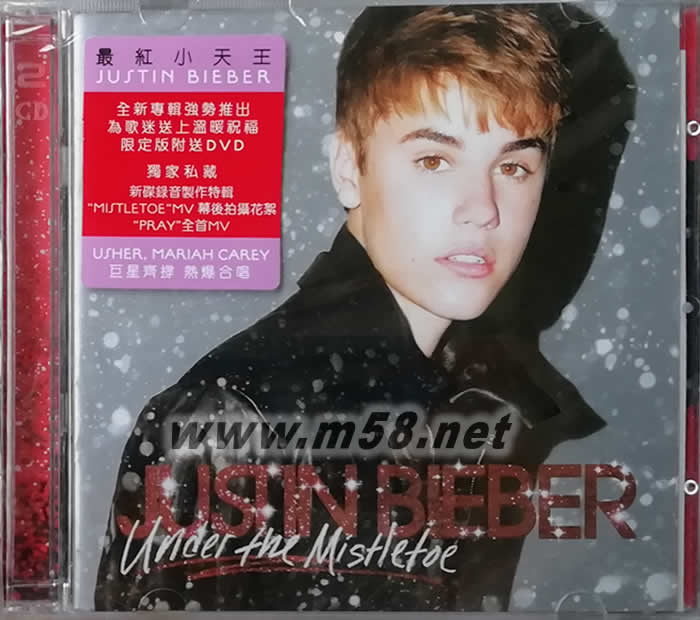 2
CD
最紅小天王
JUSTIN BIEBER
全新專輯強勢推出
為歌迷送上溫暖祝福
限定版附送DVD
獨家私藏
新碟錄音製作特輯
"MISTLETOE"MV 幕後拍攝花絮
"PRAY"全首MV
USHER, MARIAH CAREY
巨星齊撐 熱爆合唱
www.m58.net
JUSTIN BIEBER
Under the Mistletoe